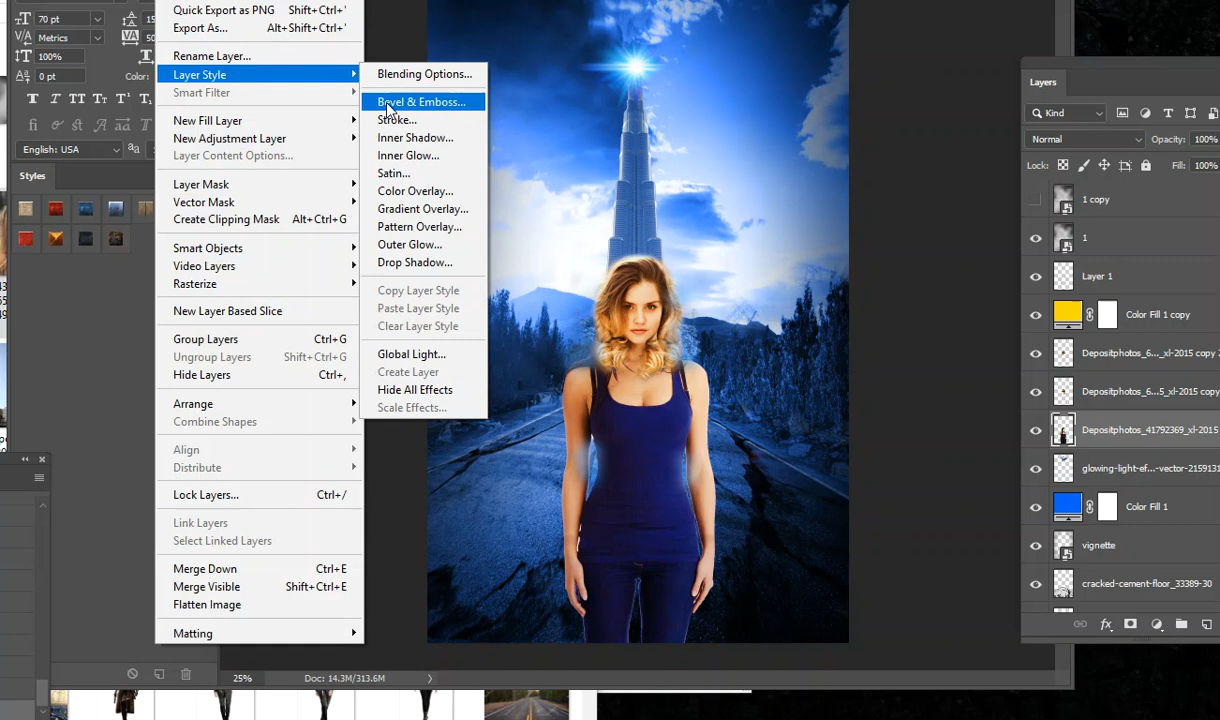 70 pt
15
Metrics
50
100%
0 pt
Color:
English: USA
Styles
Quick Export as PNG Shift+Ctrl+'
Export As... Alt+Shift+Ctrl+'
Rename Layer...
Layer Style
Smart Filter
New Fill Layer
New Adjustment Layer
Layer Content Options...
Layer Mask
Vector Mask
Create Clipping Mask Alt+Ctrl+G
Smart Objects
Video Layers
Rasterize
New Layer Based Slice
Group Layers Ctrl+G
Ungroup Layers Shift+Ctrl+G
Hide Layers Ctrl+,
Arrange
Combine Shapes
Align
Distribute
Lock Layers... Ctrl+/
Link Layers
Select Linked Layers
Merge Down Ctrl+E
Merge Visible Shift+Ctrl+E
Flatten Image
Matting
Blending Options...
Bevel & Emboss...
Stroke...
Inner Shadow...
Inner Glow...
Satin...
Color Overlay...
Gradient Overlay...
Pattern Overlay...
Outer Glow...
Drop Shadow...
Copy Layer Style
Paste Layer Style
Clear Layer Style
Global Light...
Create Layer
Hide All Effects
Scale Effects...
25% Doc: 14.3M/313.6M
Layers
Kind
Normal Opacity: 100%
Lock: Fill: 100%
1 copy
1
Layer 1
Color Fill 1 copy
Depositphotos_6..._xl-2015 copy 2
Depositphotos_6...5_xl-2015 copy
Depositphotos_41792369_xl-2015
glowing-light-ef...-vector-2159131
Color Fill 1
vignette
cracked-cement-floor_33389-30